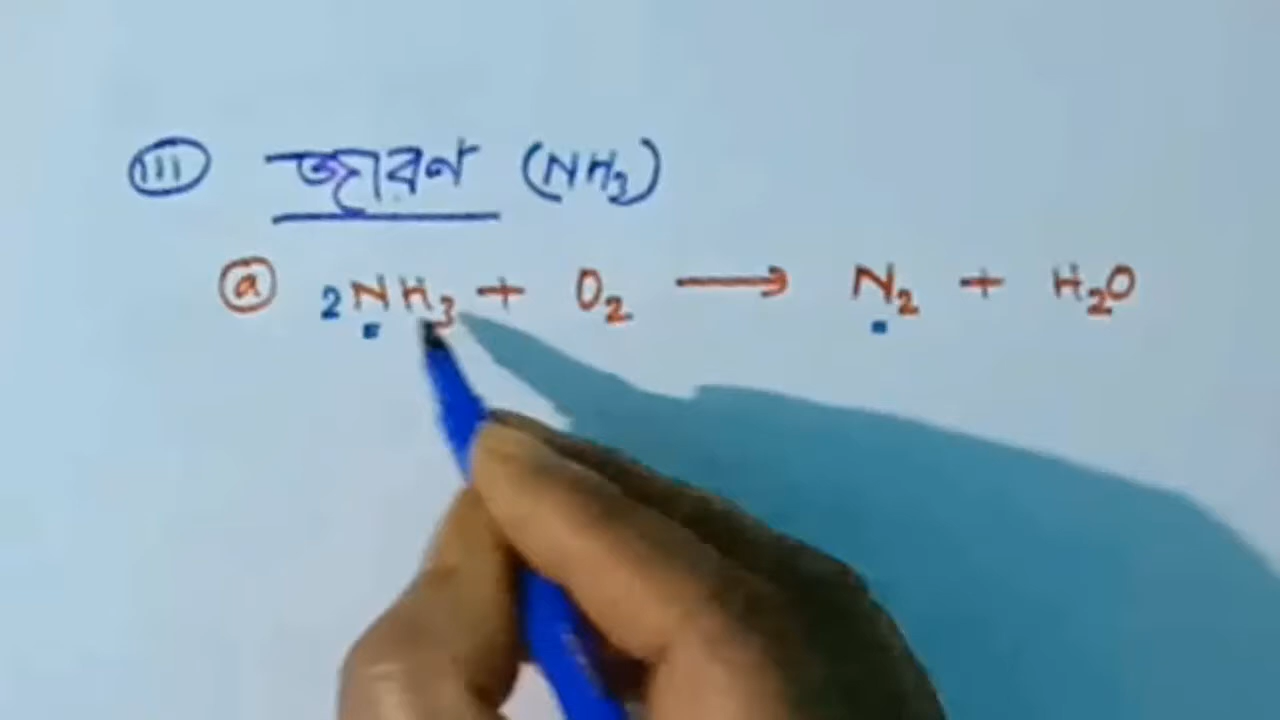 (iii) জারণ (NH₃)
(a) 2NH₃ + O₂ ⟶ N₂ + H₂O